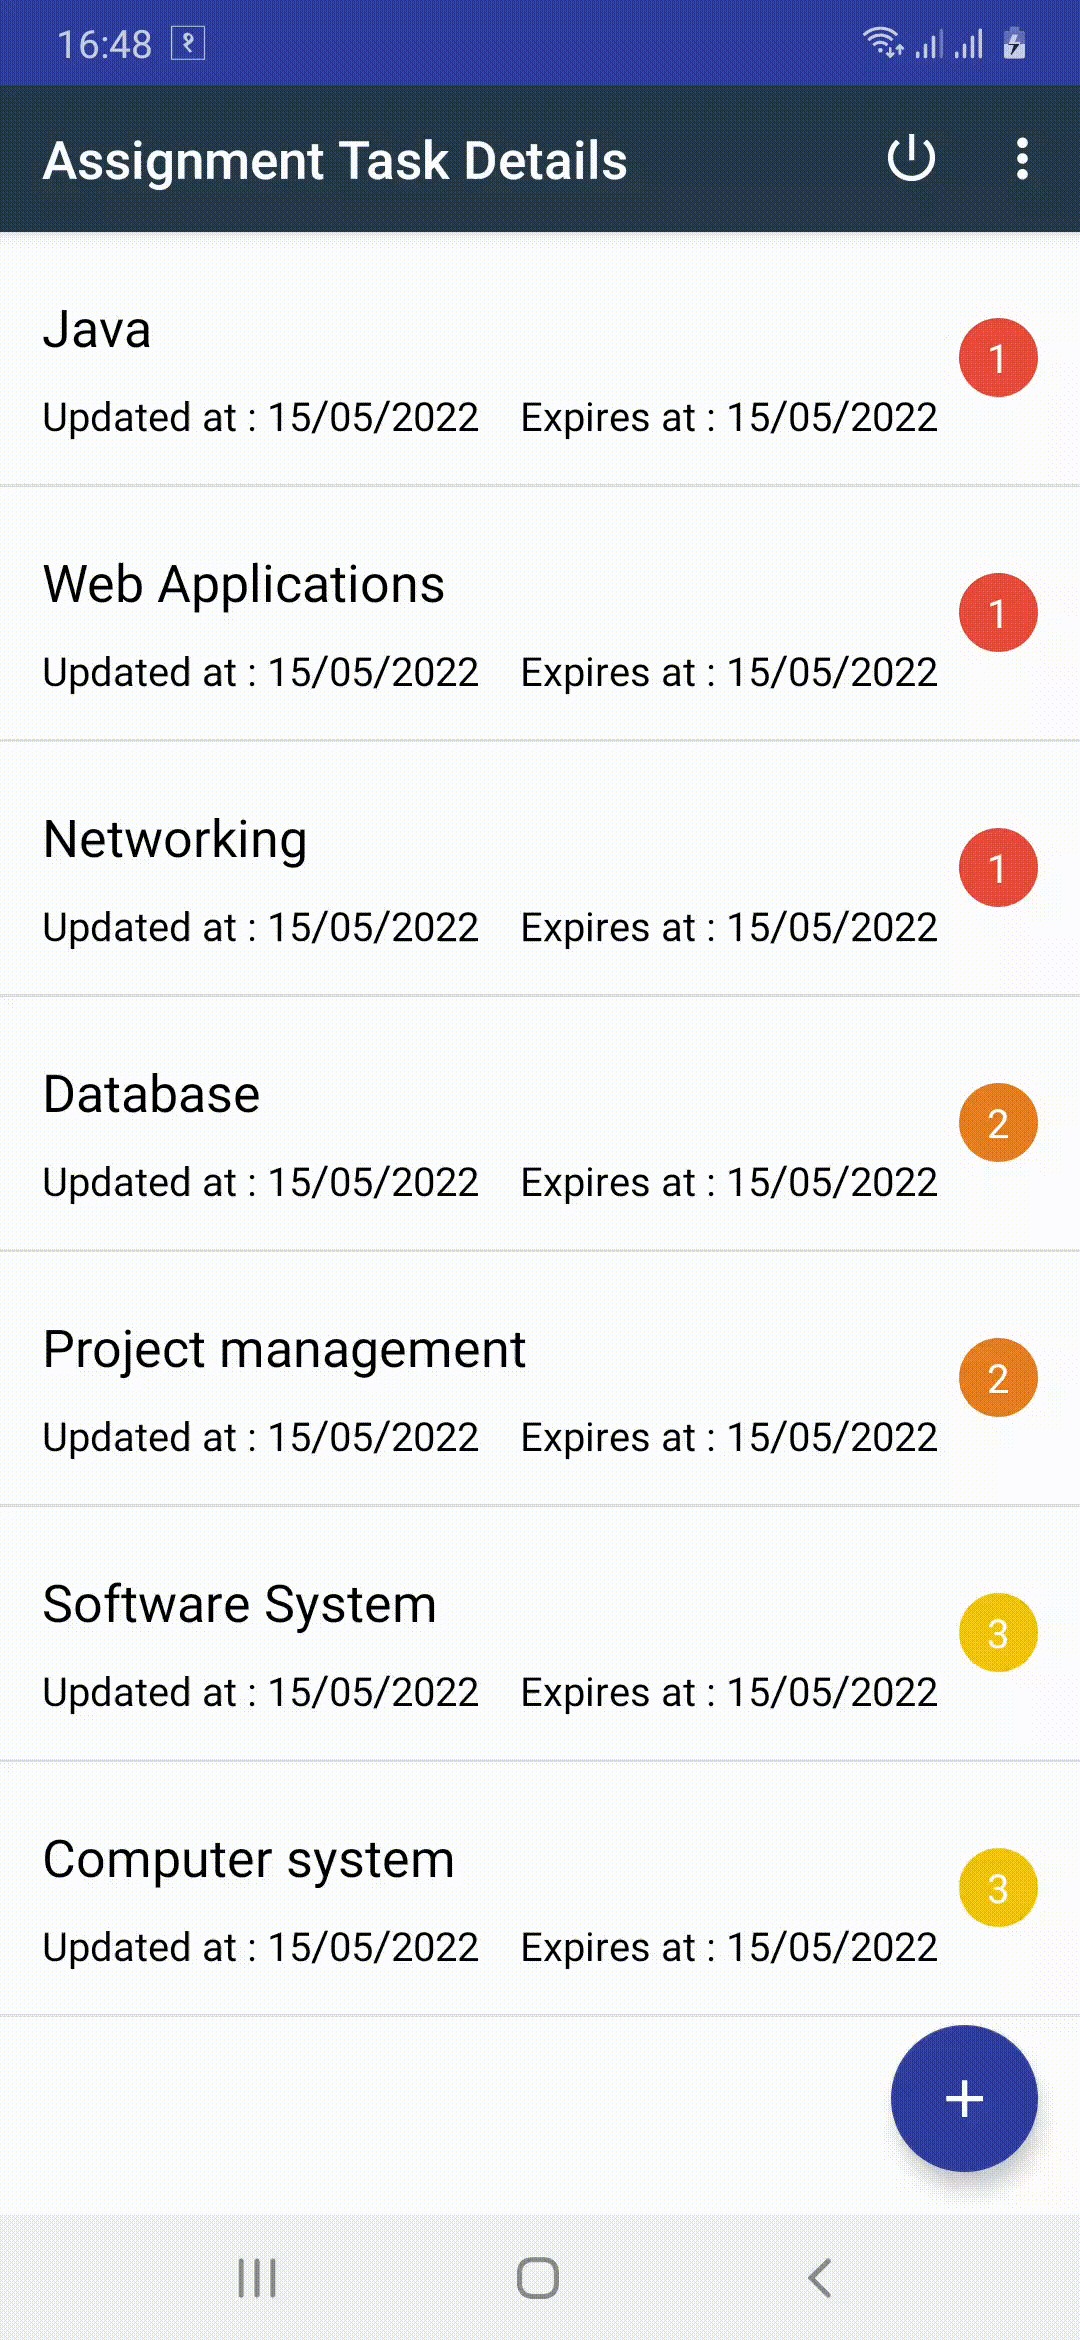 16:48 १
Assignment Task Details
Java
1
Updated at : 15/05/2022 Expires at : 15/05/2022
Web Applications
1
Updated at : 15/05/2022 Expires at : 15/05/2022
Networking
1
Updated at : 15/05/2022 Expires at : 15/05/2022
Database
2
Updated at : 15/05/2022 Expires at : 15/05/2022
Project management
2
Updated at : 15/05/2022 Expires at : 15/05/2022
Software System
3
Updated at : 15/05/2022 Expires at : 15/05/2022
Computer system
3
Updated at : 15/05/2022 Expires at : 15/05/2022
+